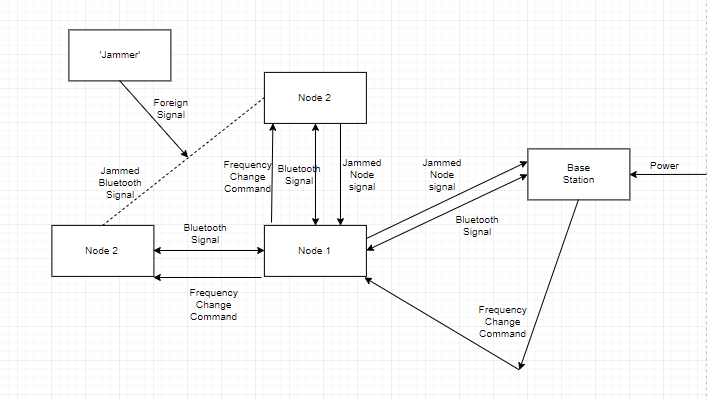 'Jammer'
Foreign
Signal
Node 2
Jammed
Bluetooth
Signal
Frequency
Change
Command
Bluetooth
Signal
Jammed
Node
signal
Jammed
Node
signal
Base
Station
Power
Bluetooth
Signal
Node 2
Bluetooth
Signal
Node 1
Frequency
Change
Command
Frequency
Change
Command